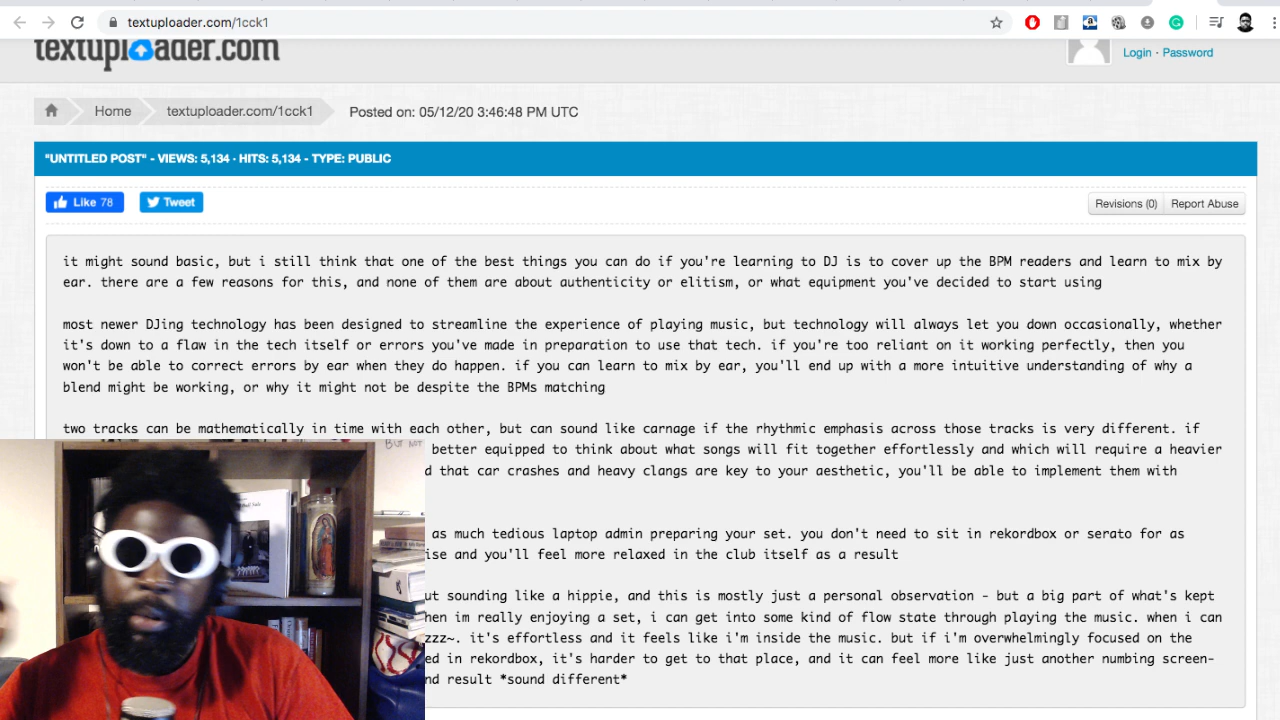 textuploader.com/1cck1
textuploader.com
Login · Password
Home
textuploader.com/1cck1
Posted on: 05/12/20 3:46:48 PM UTC
"UNTITLED POST" - VIEWS: 5,134 · HITS: 5,134 - TYPE: PUBLIC
Like 78
Tweet
Revisions (0)
Report Abuse
it might sound basic, but i still think that one of the best things you can do if you're learning to DJ is to cover up the BPM readers and learn to mix by
ear. there are a few reasons for this, and none of them are about authenticity or elitism, or what equipment you've decided to start using
most newer DJing technology has been designed to streamline the experience of playing music, but technology will always let you down occasionally, whether
it's down to a flaw in the tech itself or errors you've made in preparation to use that tech. if you're too reliant on it working perfectly, then you
won't be able to correct errors by ear when they do happen. if you can learn to mix by ear, you'll end up with a more intuitive understanding of why a
blend might be working, or why it might not be despite the BPMs matching
two tracks can be mathematically in time with each other, but can sound like carnage if the rhythmic emphasis across those tracks is very different. if
better equipped to think about what songs will fit together effortlessly and which will require a heavier
d that car crashes and heavy clangs are key to your aesthetic, you'll be able to implement them with
as much tedious laptop admin preparing your set. you don't need to sit in rekordbox or serato for as
ise and you'll feel more relaxed in the club itself as a result
ut sounding like a hippie, and this is mostly just a personal observation - but a big part of what's kept
hen im really enjoying a set, i can get into some kind of flow state through playing the music. when i can
zzz~. it's effortless and it feels like i'm inside the music. but if i'm overwhelmingly focused on the
ed in rekordbox, it's harder to get to that place, and it can feel more like just another numbing screen-
nd result *sound different*
BUT NOT